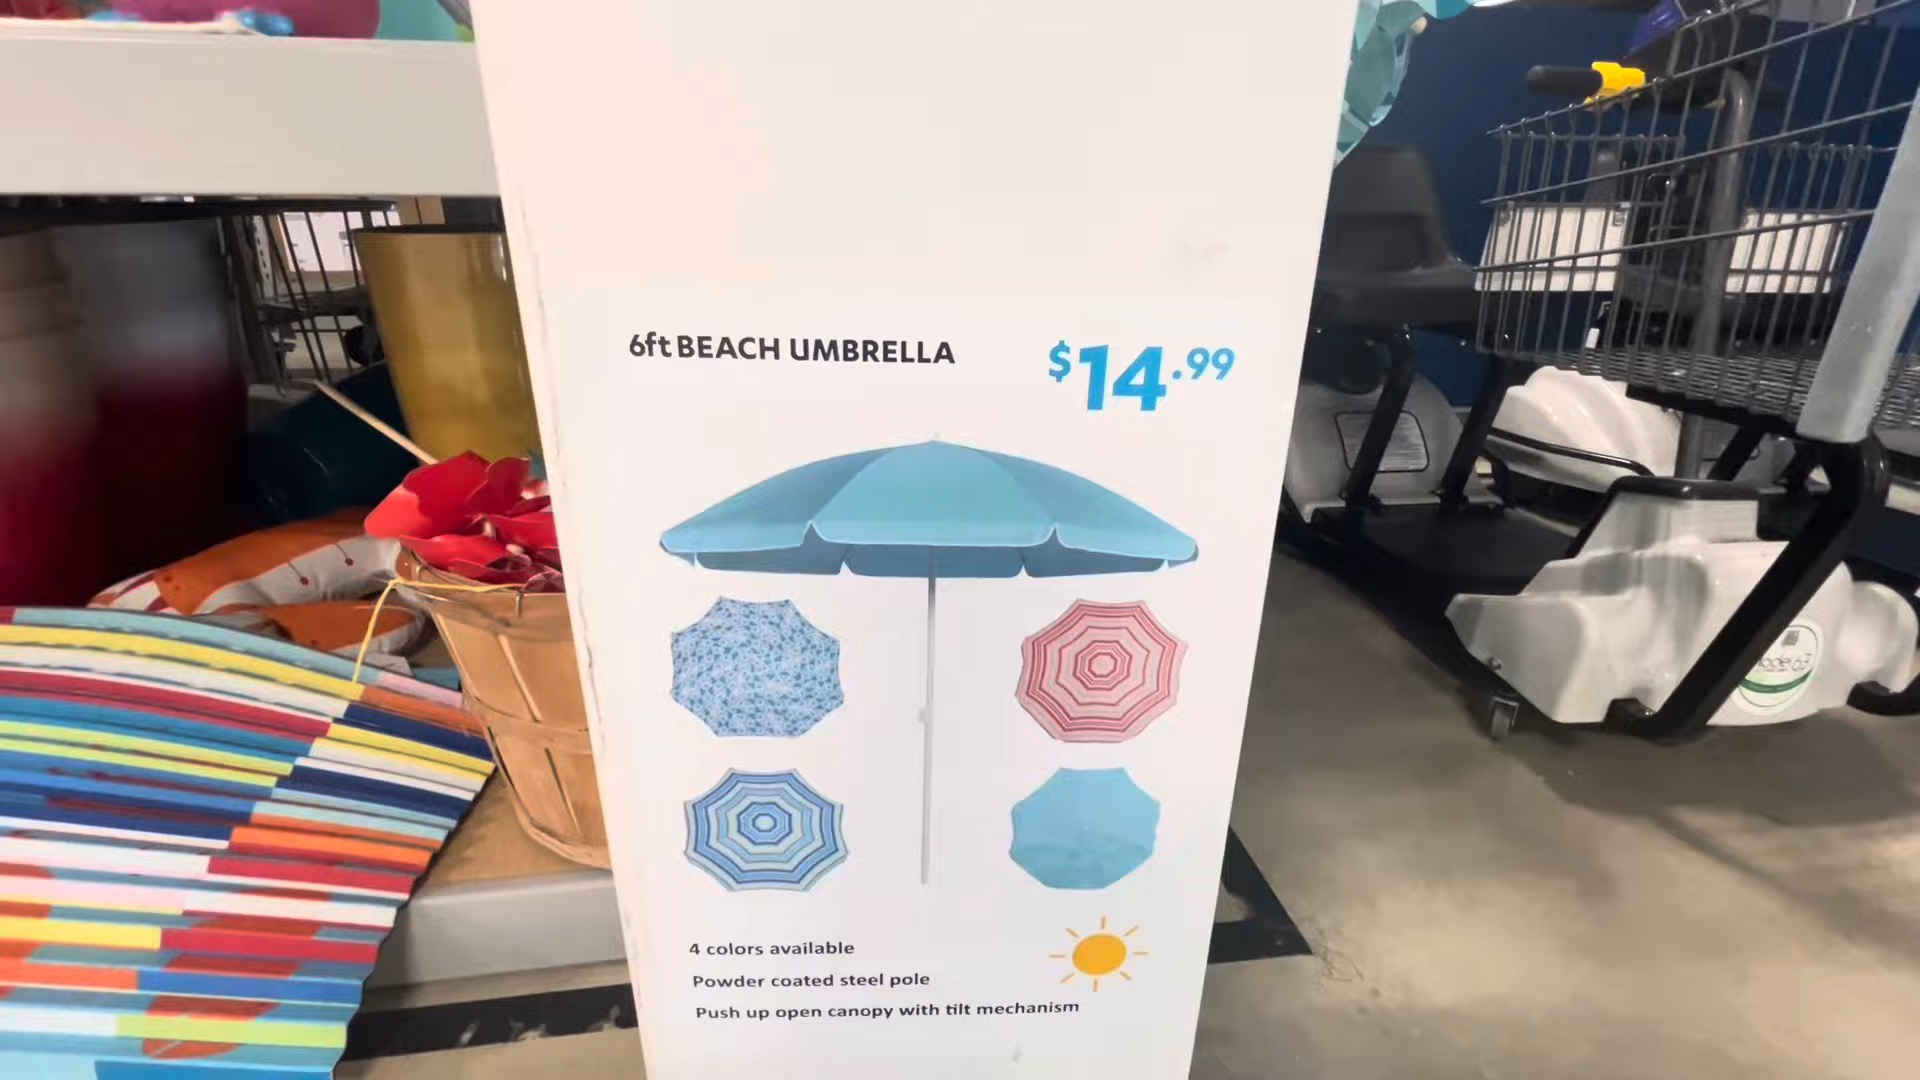 6ft BEACH UMBRELLA
$14.99
4 colors available
Powder coated steel pole
Push up open canopy with tilt mechanism